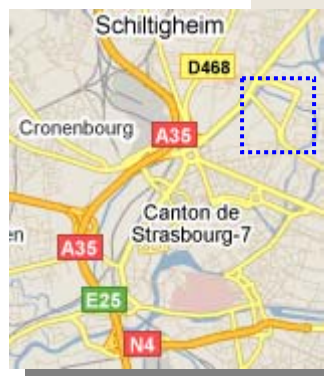 Schiltigheim
D468
Cronenbourg
A35
Canton de
Strasbourg-7
en
A35
E25
N4